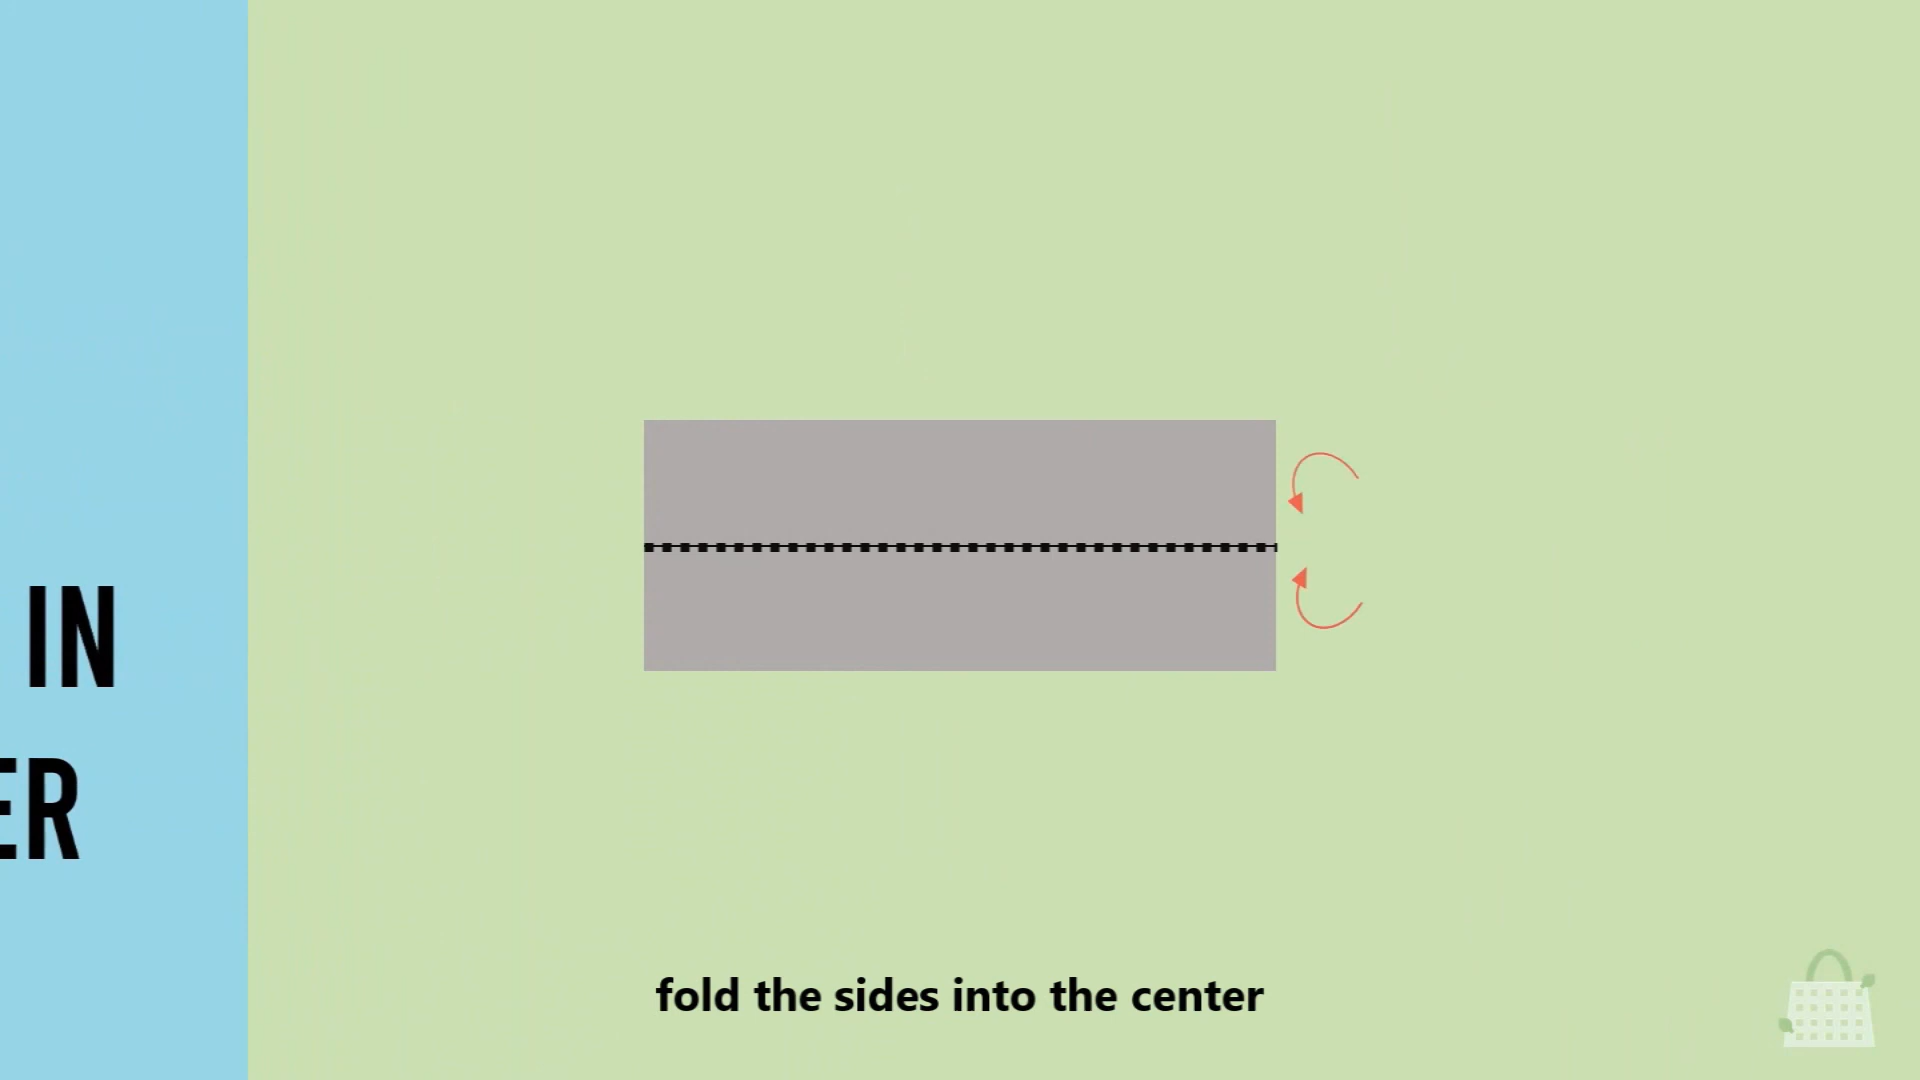 IN
ER
fold the sides into the center